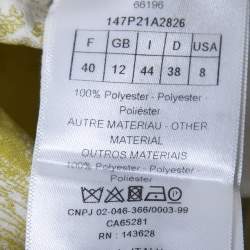 66196
147P21A2826
F GB I D USA
40 12 44 38 8
100% Polyester - Polyester -
Poliéster
AUTRE MATERIAU - OTHER
MATERIAL
OUTROS MATERIAIS
100% Polyester - Polyester -
Poliéster
CNPJ 02-046-366/0003-99
CA65281
RN : 143628